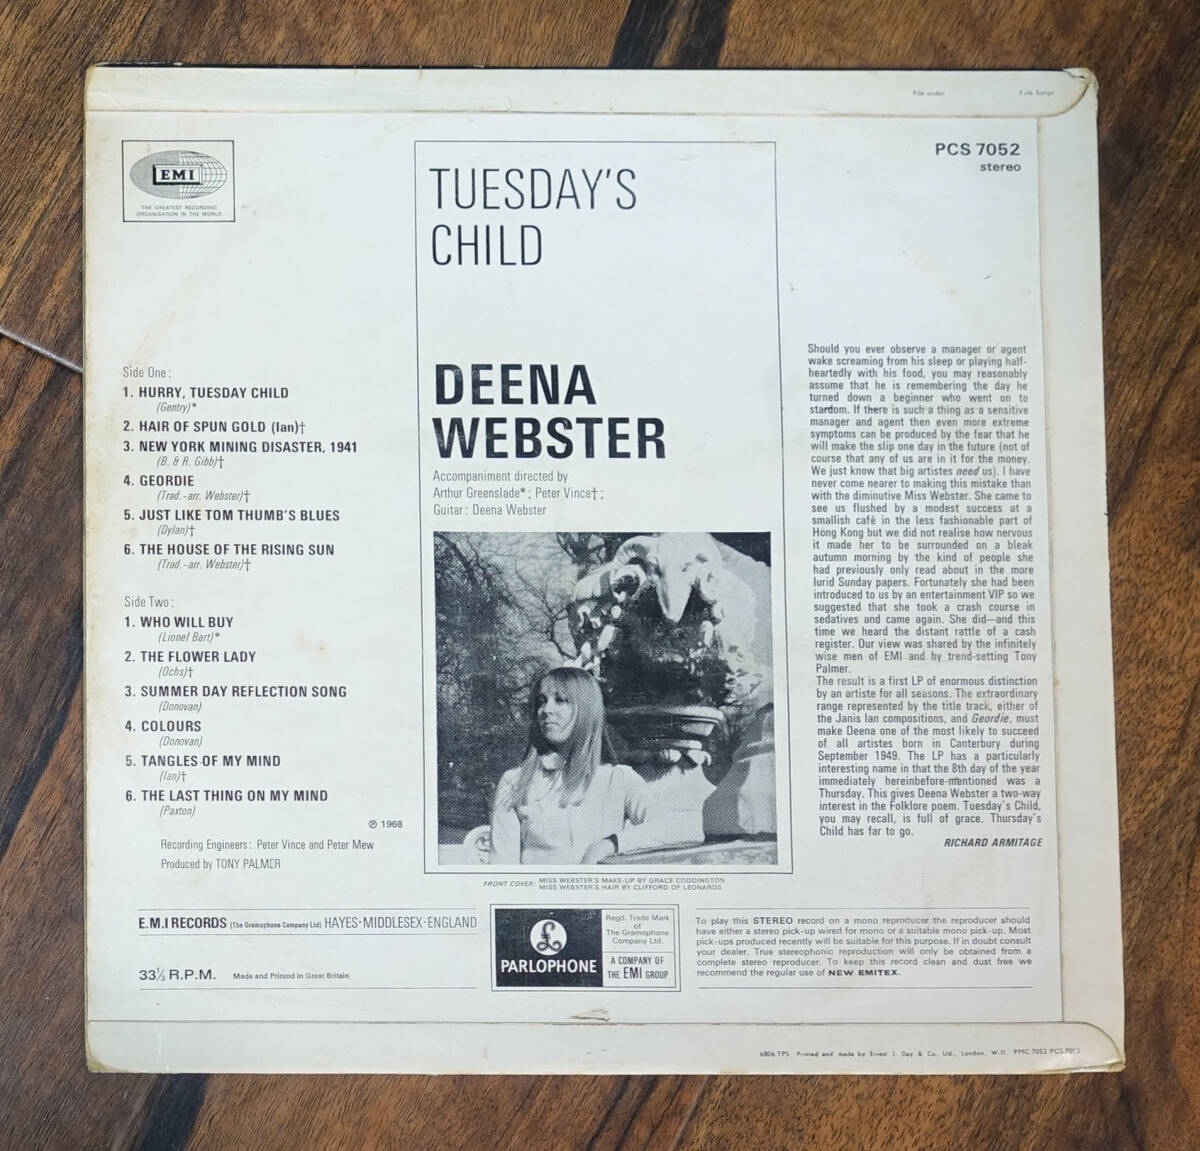 File under
Folk Songs
EMI
THE GREATEST RECORDING
ORGANISATION IN THE WORLD
PCS 7052
stereo
TUESDAY'S
CHILD
DEENA
WEBSTER
Accompaniment directed by
Arthur Greenslade*; Peter Vince†;
Guitar: Deena Webster
Side One:
1. HURRY, TUESDAY CHILD
(Gentry)*
2. HAIR OF SPUN GOLD (Ian)†
3. NEW YORK MINING DISASTER, 1941
(B. & R. Gibb)†
4. GEORDIE
(Trad.-arr. Webster)†
5. JUST LIKE TOM THUMB'S BLUES
(Dylan)†
6. THE HOUSE OF THE RISING SUN
(Trad.-arr. Webster)†
Side Two:
1. WHO WILL BUY
(Lionel Bart)*
2. THE FLOWER LADY
(Ochs)†
3. SUMMER DAY REFLECTION SONG
(Donovan)
4. COLOURS
(Donovan)
5. TANGLES OF MY MIND
(Ian)†
6. THE LAST THING ON MY MIND
(Paxton)
℗ 1968
Recording Engineers: Peter Vince and Peter Mew
Produced by TONY PALMER
Should you ever observe a manager or agent
wake screaming from his sleep or playing half-
heartedly with his food, you may reasonably
assume that he is remembering the day he
turned down a beginner who went on to
stardom. If there is such a thing as a sensitive
manager and agent then even more extreme
symptoms can be produced by the fear that he
will make the slip one day in the future (not of
course that any of us are in it for the money.
We just know that big artistes need us). I have
never come nearer to making this mistake than
with the diminutive Miss Webster. She came to
see us flushed by a modest success at a
smallish café in the less fashionable part of
Hong Kong but we did not realise how nervous
it made her to be surrounded on a bleak
autumn morning by the kind of people she
had previously only read about in the more
lurid Sunday papers. Fortunately she had been
introduced to us by an entertainment VIP so we
suggested that she took a crash course in
sedatives and came again. She did—and this
time we heard the distant rattle of a cash
register. Our view was shared by the infinitely
wise men of EMI and by trend-setting Tony
Palmer.
The result is a first LP of enormous distinction
by an artiste for all seasons. The extraordinary
range represented by the title track, either of
the Janis Ian compositions, and Geordie, must
make Deena one of the most likely to succeed
of all artistes born in Canterbury during
September 1949. The LP has a particularly
interesting name in that the 8th day of the year
immediately hereinbefore-mentioned was a
Thursday. This gives Deena Webster a two-way
interest in the Folklore poem. Tuesday's Child,
you may recall, is full of grace. Thursday's
Child has far to go.
RICHARD ARMITAGE
FRONT COVER: MISS WEBSTER'S MAKE-UP BY GRACE CODDINGTON
MISS WEBSTER'S HAIR BY CLIFFORD OF LEONARDS
E.M.I RECORDS (The Gramophone Company Ltd) HAYES·MIDDLESEX·ENGLAND
33⅓ R.P.M. Made and Printed in Great Britain
£
PARLOPHONE
Regd. Trade Mark
of
The Gramophone
Company Ltd.
A COMPANY OF
THE EMI GROUP
To play this STEREO record on a mono reproducer the reproducer should
have either a stereo pick-up wired for mono or a suitable mono pick-up. Most
pick-ups produced recently will be suitable for this purpose. If in doubt consult
your dealer. True stereophonic reproduction will only be obtained from a
complete stereo reproducer. To keep this record clean and dust free we
recommend the regular use of NEW EMITEX.
6806 TPS Printed and made by Ernest J. Day & Co. Ltd., London, W.11. PMC 7052 PCS 7052